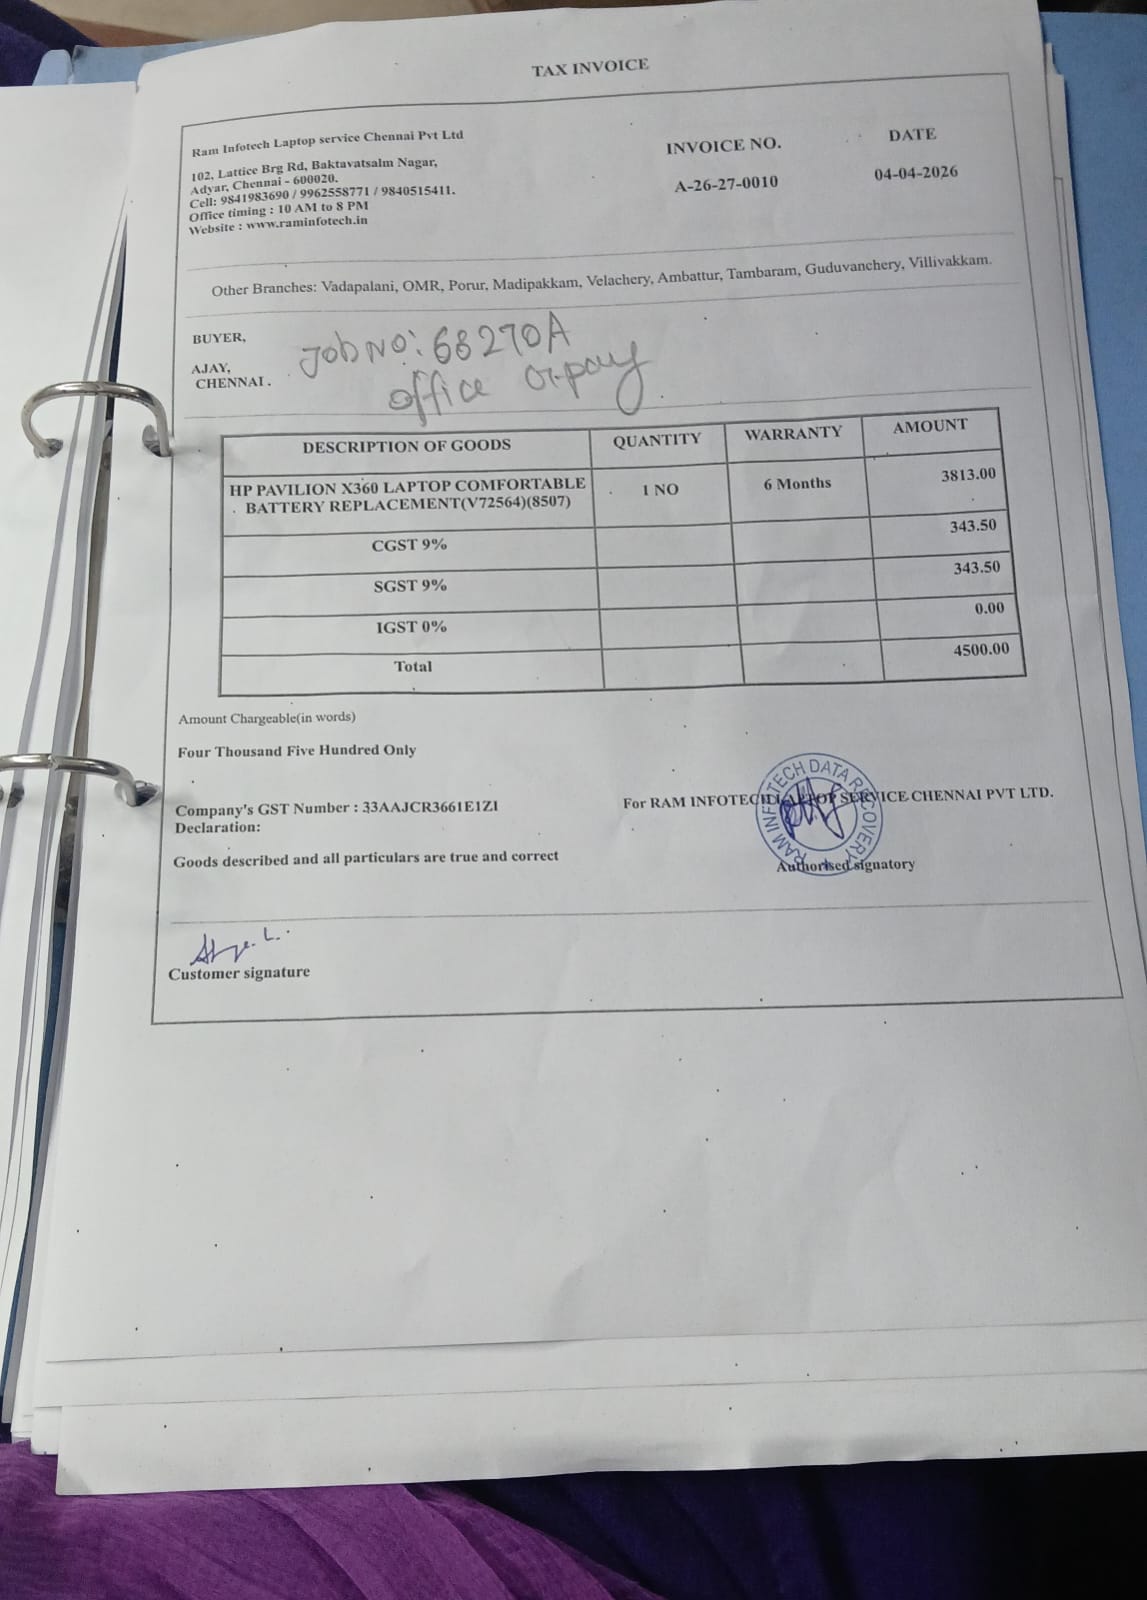 TAX INVOICE
Ram Infotech Laptop service Chennai Pvt Ltd
102, Lattice Brg Rd, Baktavatsalm Nagar,
Adyar, Chennai - 600020.
Cell: 9841983690 / 9962558771 / 9840515411.
Office timing : 10 AM to 8 PM
Website : www.raminfotech.in
INVOICE NO.
A-26-27-0010
DATE
04-04-2026
Other Branches: Vadapalani, OMR, Porur, Madipakkam, Velachery, Ambattur, Tambaram, Guduvanchery, Villivakkam.
BUYER,
AJAY,
CHENNAI.
Job No: 68270A
office G.pay
DESCRIPTION OF GOODS QUANTITY WARRANTY AMOUNT
HP PAVILION X360 LAPTOP COMFORTABLE
BATTERY REPLACEMENT(V72564)(8507) 1 NO 6 Months 3813.00
CGST 9% 343.50
SGST 9% 343.50
IGST 0% 0.00
Total 4500.00
Amount Chargeable(in words)
Four Thousand Five Hundred Only
Company's GST Number : 33AAJCR3661E1ZI
Declaration:
Goods described and all particulars are true and correct
For RAM INFOTECH LAPTOP SERVICE CHENNAI PVT LTD.
RAM INFOTECH DATA RECOVERY
Authorised signatory
Customer signature